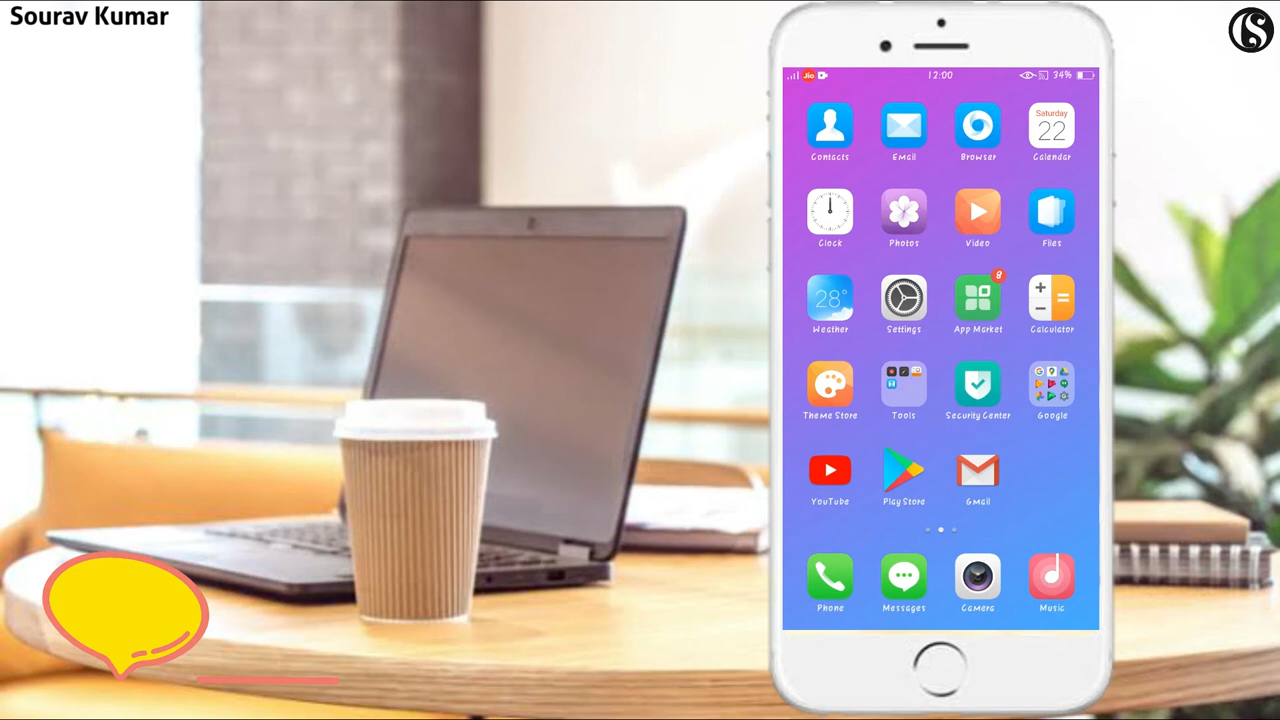 Sourav Kumar
Jio 12:00 34%
Saturday
22
Contacts Email Browser Calendar
Clock Photos Video Files
28° 8
Weather Settings App Market Calculator
Theme Store Tools Security Center Google
YouTube Play Store Gmail
Phone Messages Camera Music